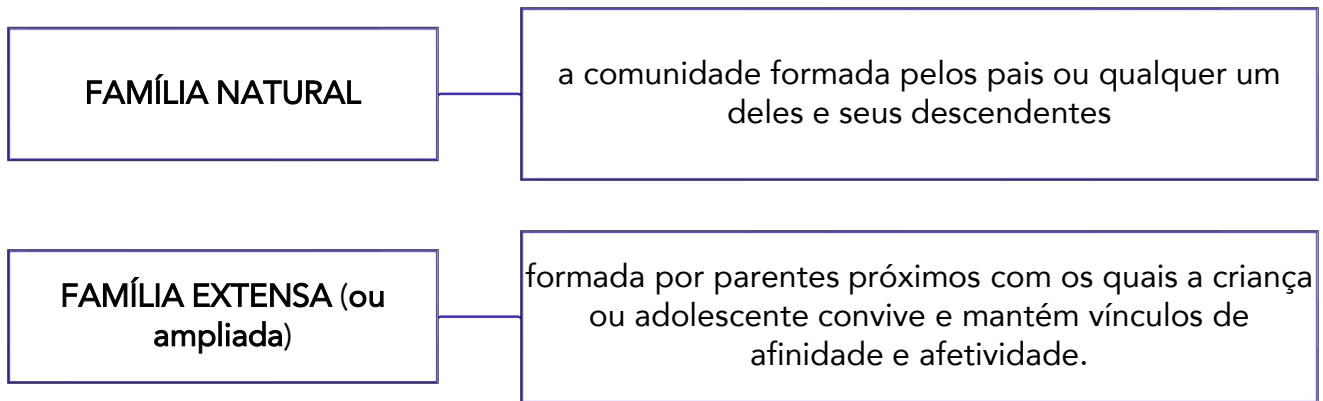 FAMÍLIA NATURAL
a comunidade formada pelos pais ou qualquer um
deles e seus descendentes
FAMÍLIA EXTENSA (ou
ampliada)
formada por parentes próximos com os quais a criança
ou adolescente convive e mantém vínculos de
afinidade e afetividade.